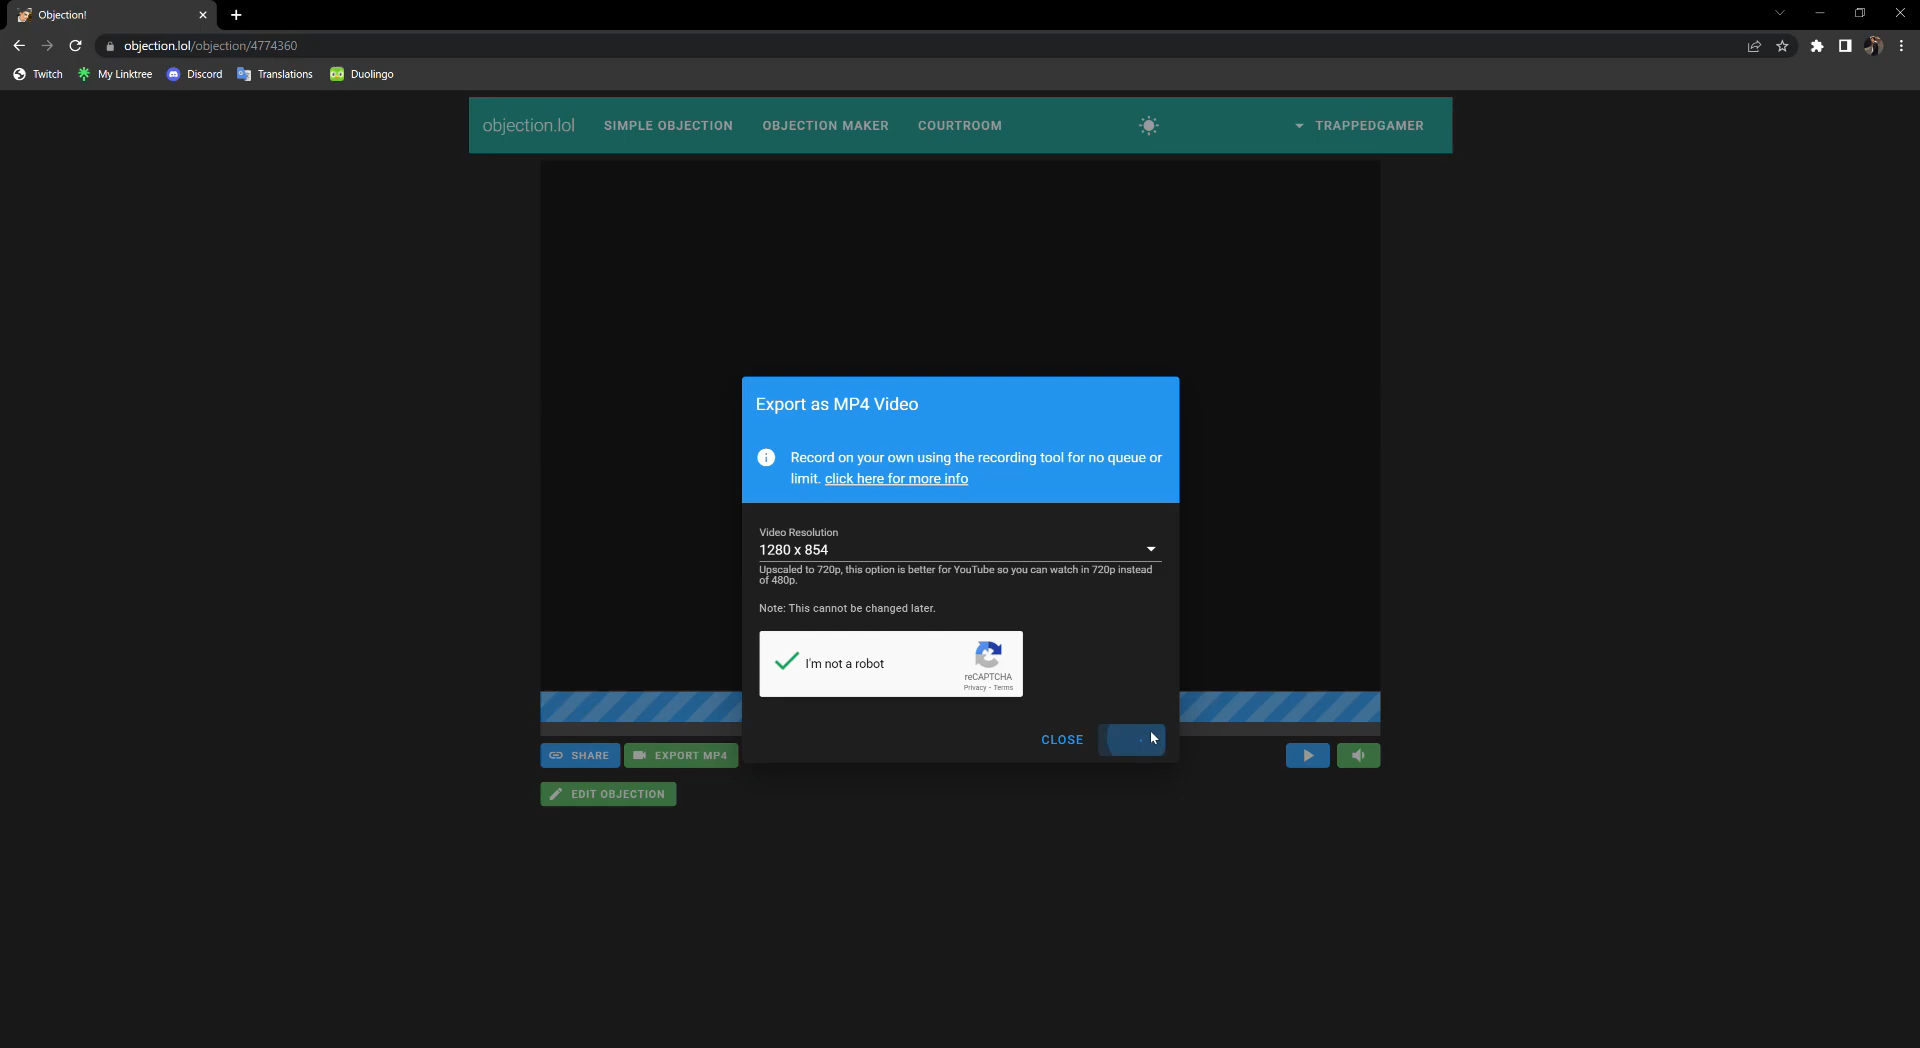 Objection!
objection.lol/objection/4774360
Twitch My Linktree Discord Translations Duolingo
objection.lol SIMPLE OBJECTION OBJECTION MAKER COURTROOM TRAPPEDGAMER
Export as MP4 Video
Record on your own using the recording tool for no queue or
limit. click here for more info
Video Resolution
1280 x 854
Upscaled to 720p, this option is better for YouTube so you can watch in 720p instead
of 480p.
Note: This cannot be changed later.
I'm not a robot
reCAPTCHA
Privacy - Terms
CLOSE
SHARE EXPORT MP4
EDIT OBJECTION